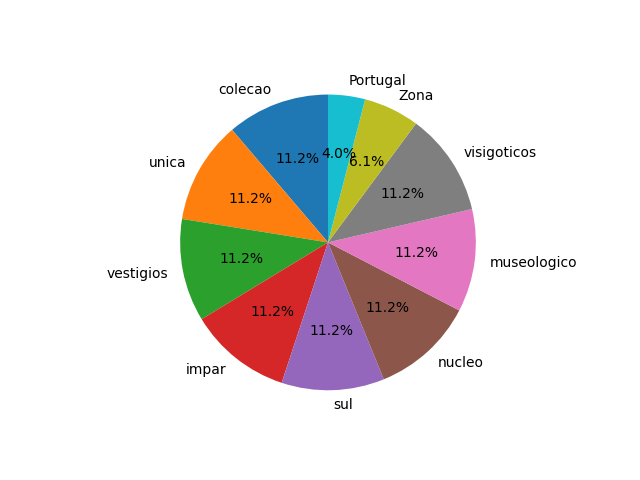 Portugal
Zona
colecao
visigoticos
unica
museologico
vestigios
nucleo
impar
sul
4.0%
6.1%
11.2%
11.2%
11.2%
11.2%
11.2%
11.2%
11.2%
11.2%